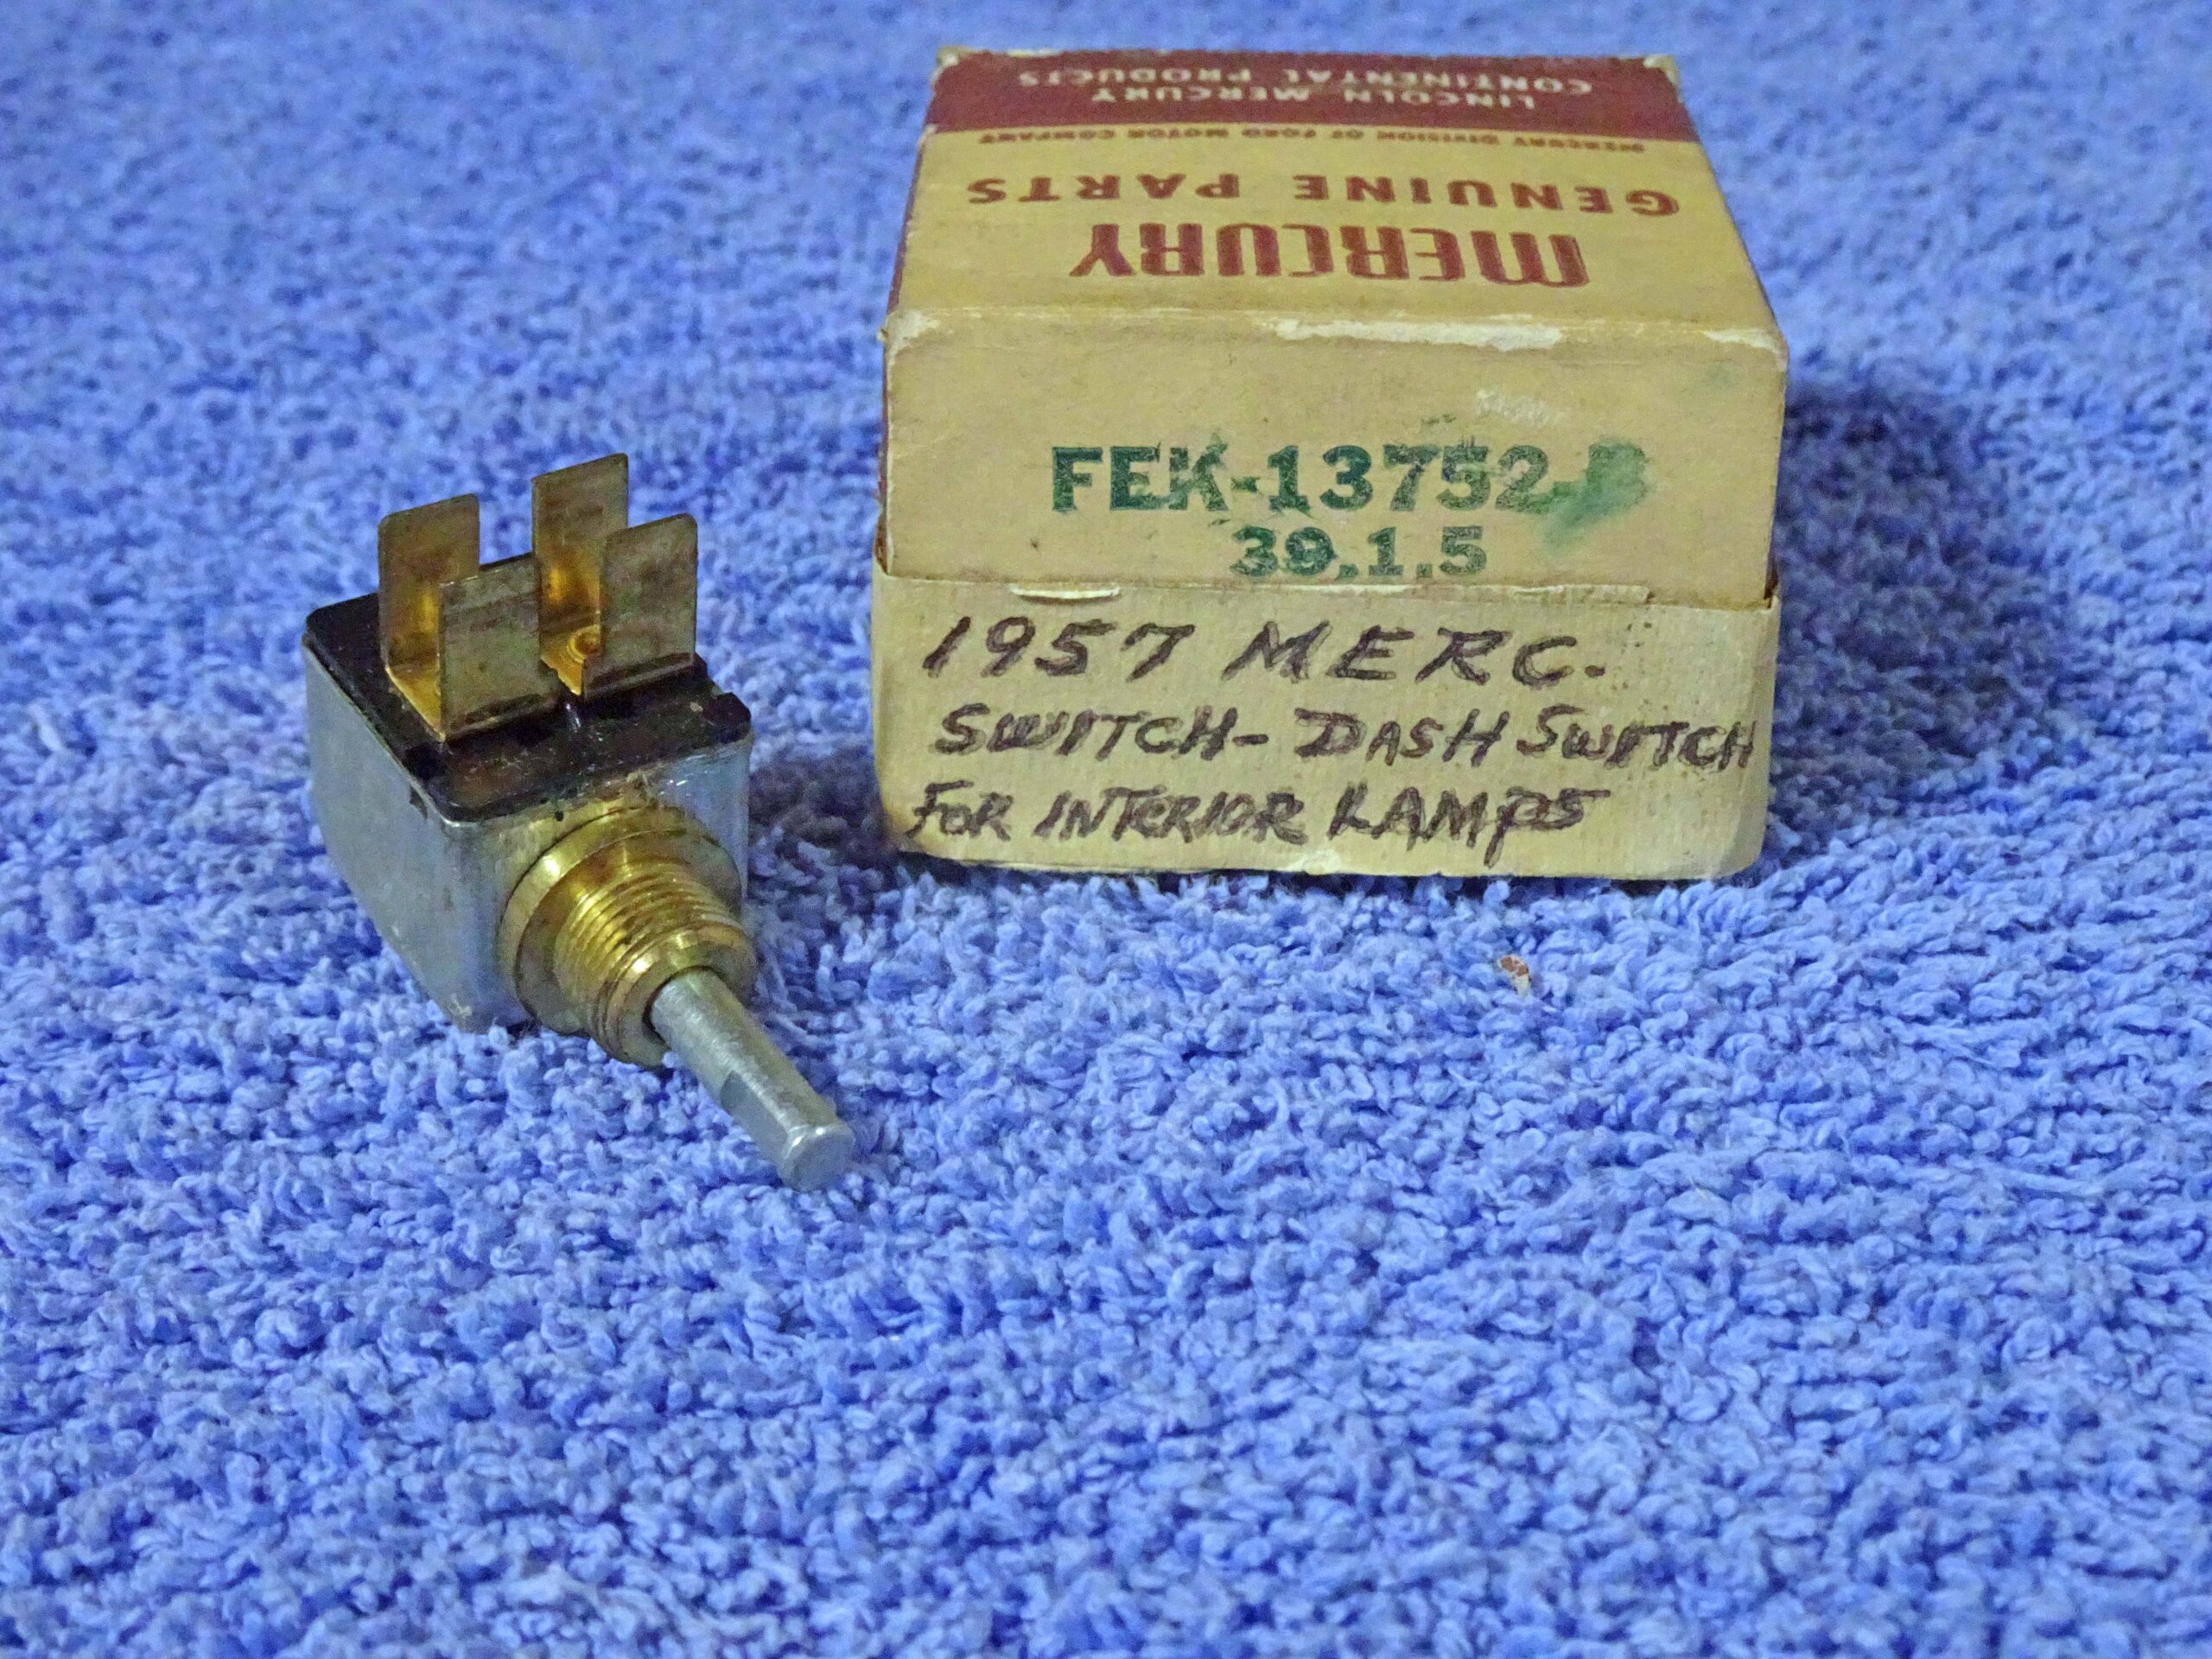 LINCOLN-MERCURY
CONTINENTAL PRODUCTS
MERCURY DIVISION OF FORD MOTOR COMPANY
MERCURY
GENUINE PARTS
FEK-13752-B
39.1.5
1957 MERC.
SWITCH- DASH SWITCH
FOR INTERIOR LAMPS